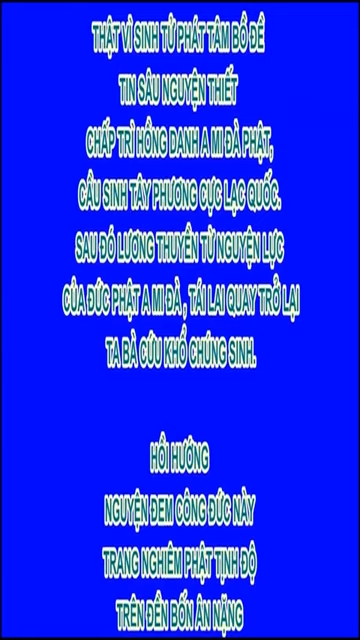 THẬT VÌ SINH TỬ PHÁT TÂM BỒ ĐỀ
TIN SÂU NGUYỆN THIẾT
CHẤP TRÌ HỒNG DANH A MI ĐÀ PHẬT,
CẦU SINH TÂY PHƯƠNG CỰC LẠC QUỐC.
SAU ĐÓ LƯƠNG THUYỀN TỪ NGUYỆN LỰC
CỦA ĐỨC PHẬT A MI ĐÀ , TÁI LAI QUAY TRỞ LẠI
TA BÀ CỨU KHỔ CHÚNG SINH.
HỒI HƯỚNG
NGUYỆN ĐEM CÔNG ĐỨC NÀY
TRANG NGHIÊM PHẬT TỊNH ĐỘ
TRÊN ĐỀN BỐN ÂN NẶNG